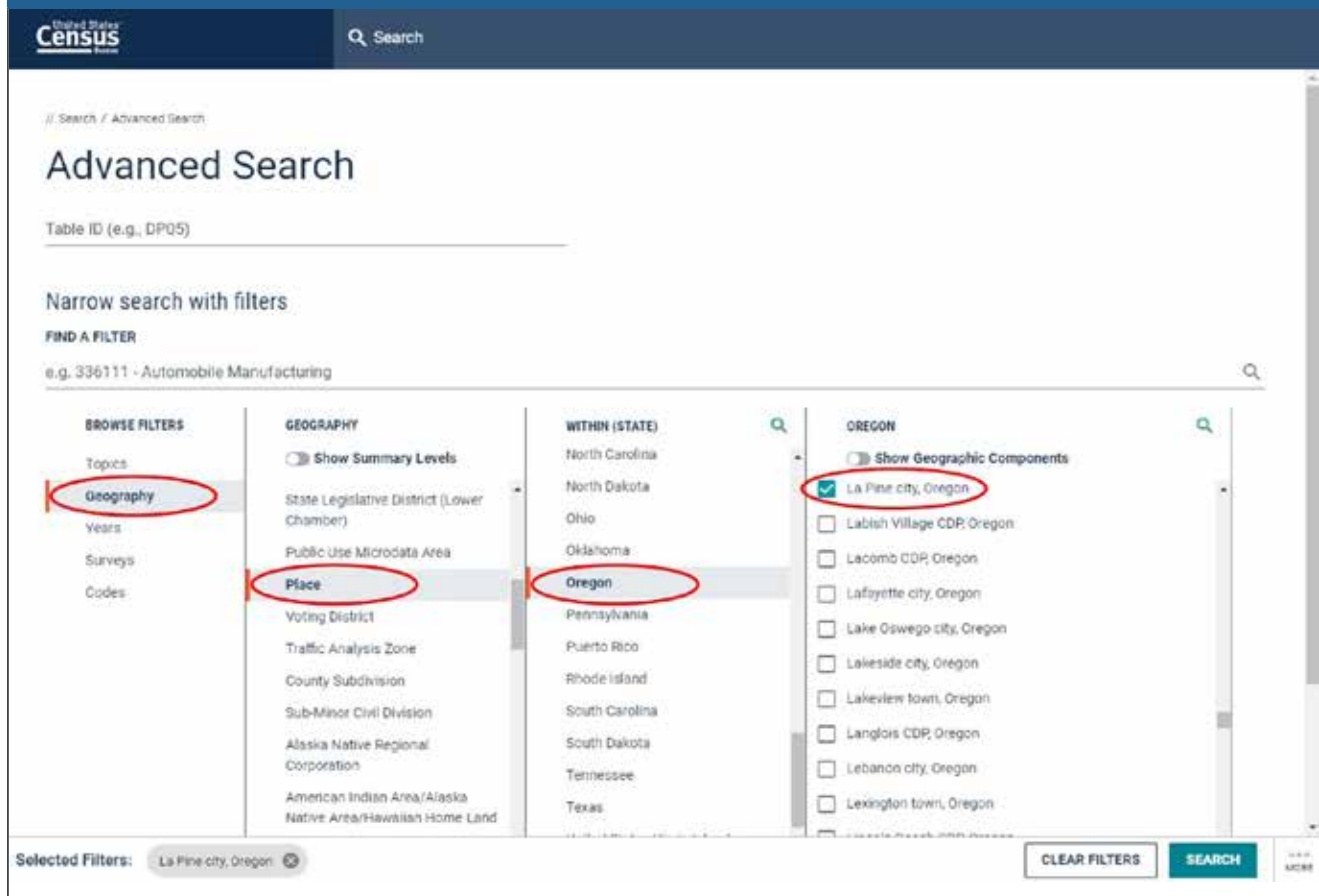 United States
Census
Bureau
Search
// Search / Advanced Search
Advanced Search
Table ID (e.g., DP05)
Narrow search with filters
FIND A FILTER
e.g. 336111 - Automobile Manufacturing
BROWSE FILTERS
Topics
Geography
Years
Surveys
Codes
GEOGRAPHY
Show Summary Levels
State Legislative District (Lower
Chamber)
Public Use Microdata Area
Place
Voting District
Traffic Analysis Zone
County Subdivision
Sub-Minor Civil Division
Alaska Native Regional
Corporation
American Indian Area/Alaska
Native Area/Hawaiian Home Land
WITHIN (STATE)
North Carolina
North Dakota
Ohio
Oklahoma
Oregon
Pennsylvania
Puerto Rico
Rhode Island
South Carolina
South Dakota
Tennessee
Texas
OREGON
Show Geographic Components
La Pine city, Oregon
Labish Village CDP, Oregon
Lacomb CDP, Oregon
Lafayette city, Oregon
Lake Oswego city, Oregon
Lakeside city, Oregon
Lakeview town, Oregon
Langlois CDP, Oregon
Lebanon city, Oregon
Lexington town, Oregon
Selected Filters:
La Pine city, Oregon
CLEAR FILTERS
SEARCH
MORE